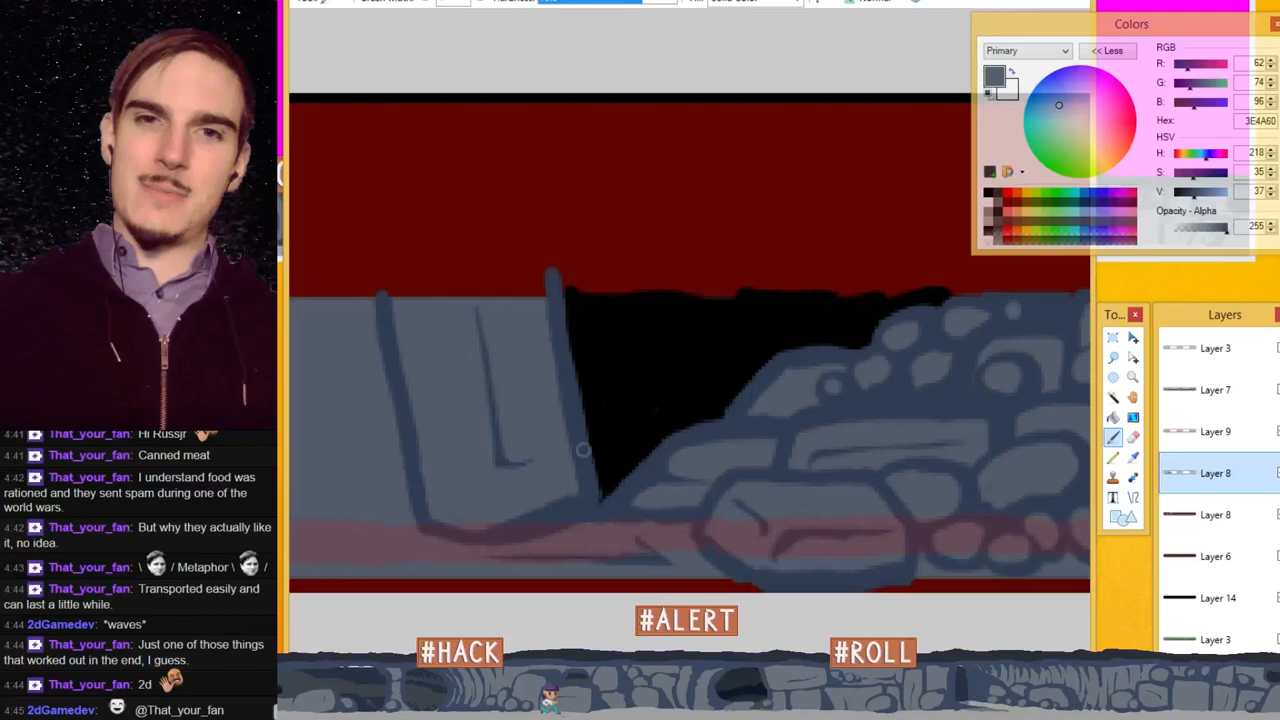 Colors
Primary
<< Less
RGB
R: 62
G: 74
B: 96
Hex: 3E4A60
HSV
H: 218
S: 35
V: 37
Opacity - Alpha
255
To...
Layers
Layer 3
Layer 7
Layer 9
Layer 8
Layer 8
Layer 6
Layer 14
Layer 3
4:41 That_your_fan: Hi Russjr
4:41 That_your_fan: Canned meat
4:41 That_your_fan: I understand food was
rationed and they sent spam during one of the
world wars.
4:42 That_your_fan: But why they actually like
it, no idea.
4:43 That_your_fan: \ / Metaphor \ /
4:44 That_your_fan: Transported easily and
can last a little while.
4:44 2dGamedev: *waves*
4:44 That_your_fan: Just one of those things
that worked out in the end, I guess.
4:44 That_your_fan: 2d
4:45 2dGamedev: @That_your_fan
#ALERT
#HACK
#ROLL